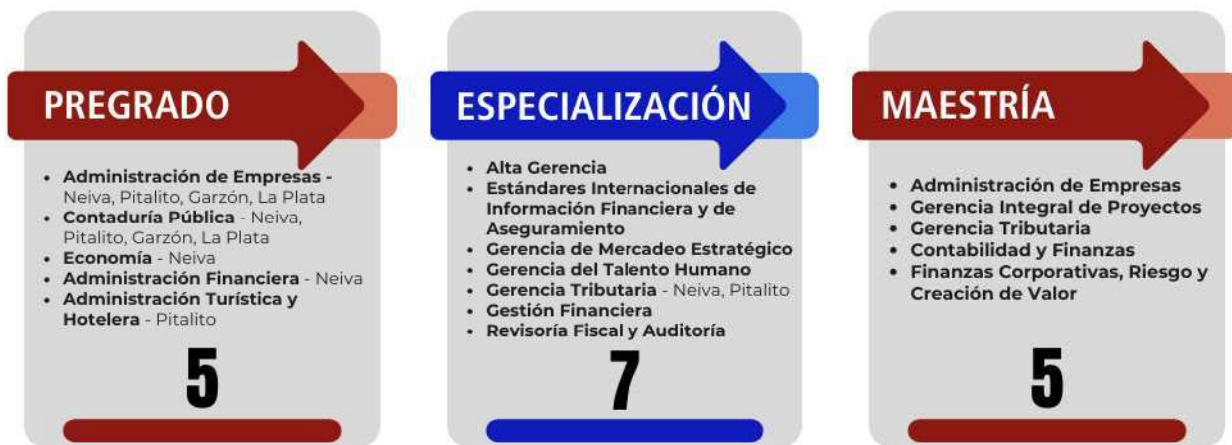 PREGRADO
• Administración de Empresas -
Neiva, Pitalito, Garzón, La Plata
• Contaduría Pública - Neiva,
Pitalito, Garzón, La Plata
• Economía - Neiva
• Administración Financiera - Neiva
• Administración Turística y
Hotelera - Pitalito
5
ESPECIALIZACIÓN
• Alta Gerencia
• Estándares Internacionales de
Información Financiera y de
Aseguramiento
• Gerencia de Mercadeo Estratégico
• Gerencia del Talento Humano
• Gerencia Tributaria - Neiva, Pitalito
• Gestión Financiera
• Revisoría Fiscal y Auditoría
7
MAESTRÍA
• Administración de Empresas
• Gerencia Integral de Proyectos
• Gerencia Tributaria
• Contabilidad y Finanzas
• Finanzas Corporativas, Riesgo y
Creación de Valor
5